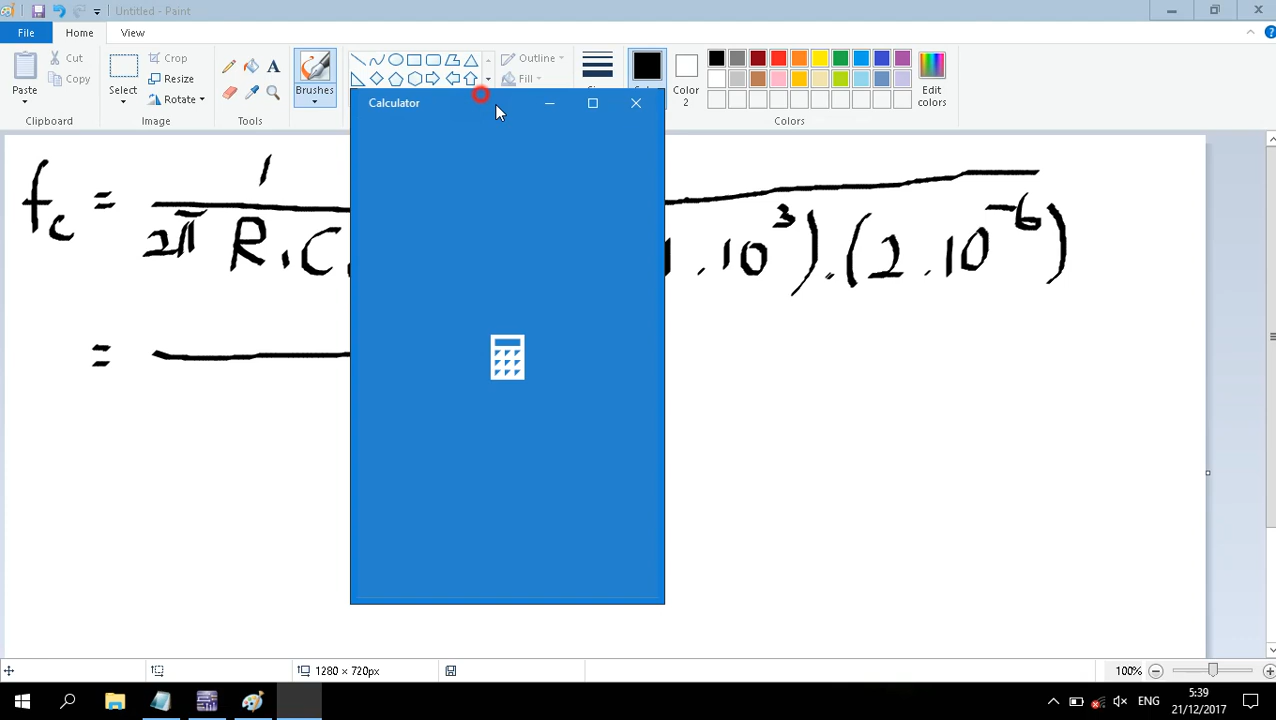 Untitled - Paint
File
Home
View
Paste
Cut
Copy
Clipboard
Select
Crop
Resize
Rotate
Image
Tools
Brushes
Outline
Fill
Color
2
Edit
colors
Colors
Calculator
fc = 1
2π R.C.
1.10³).(2.10⁻⁶)
=
1280 × 720px
100%
ENG
5:39
21/12/2017